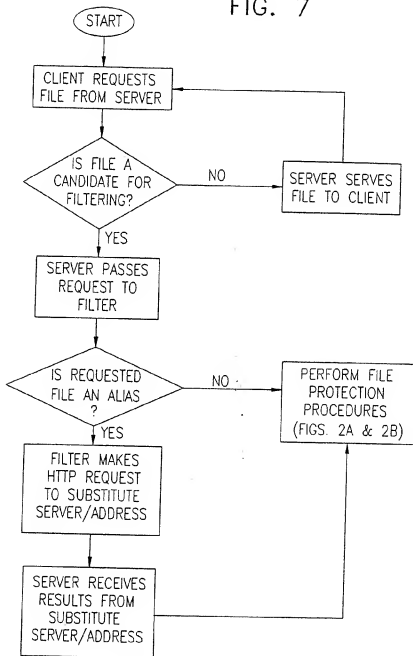 FIG. 7
START
CLIENT REQUESTS
FILE FROM SERVER
IS FILE A
CANDIDATE FOR
FILTERING?
NO
SERVER SERVES
FILE TO CLIENT
YES
SERVER PASSES
REQUEST TO
FILTER
IS REQUESTED
FILE AN ALIAS
?
NO
PERFORM FILE
PROTECTION
PROCEDURES
(FIGS. 2A & 2B)
YES
FILTER MAKES
HTTP REQUEST
TO SUBSTITUTE
SERVER/ADDRESS
SERVER RECEIVES
RESULTS FROM
SUBSTITUTE
SERVER/ADDRESS